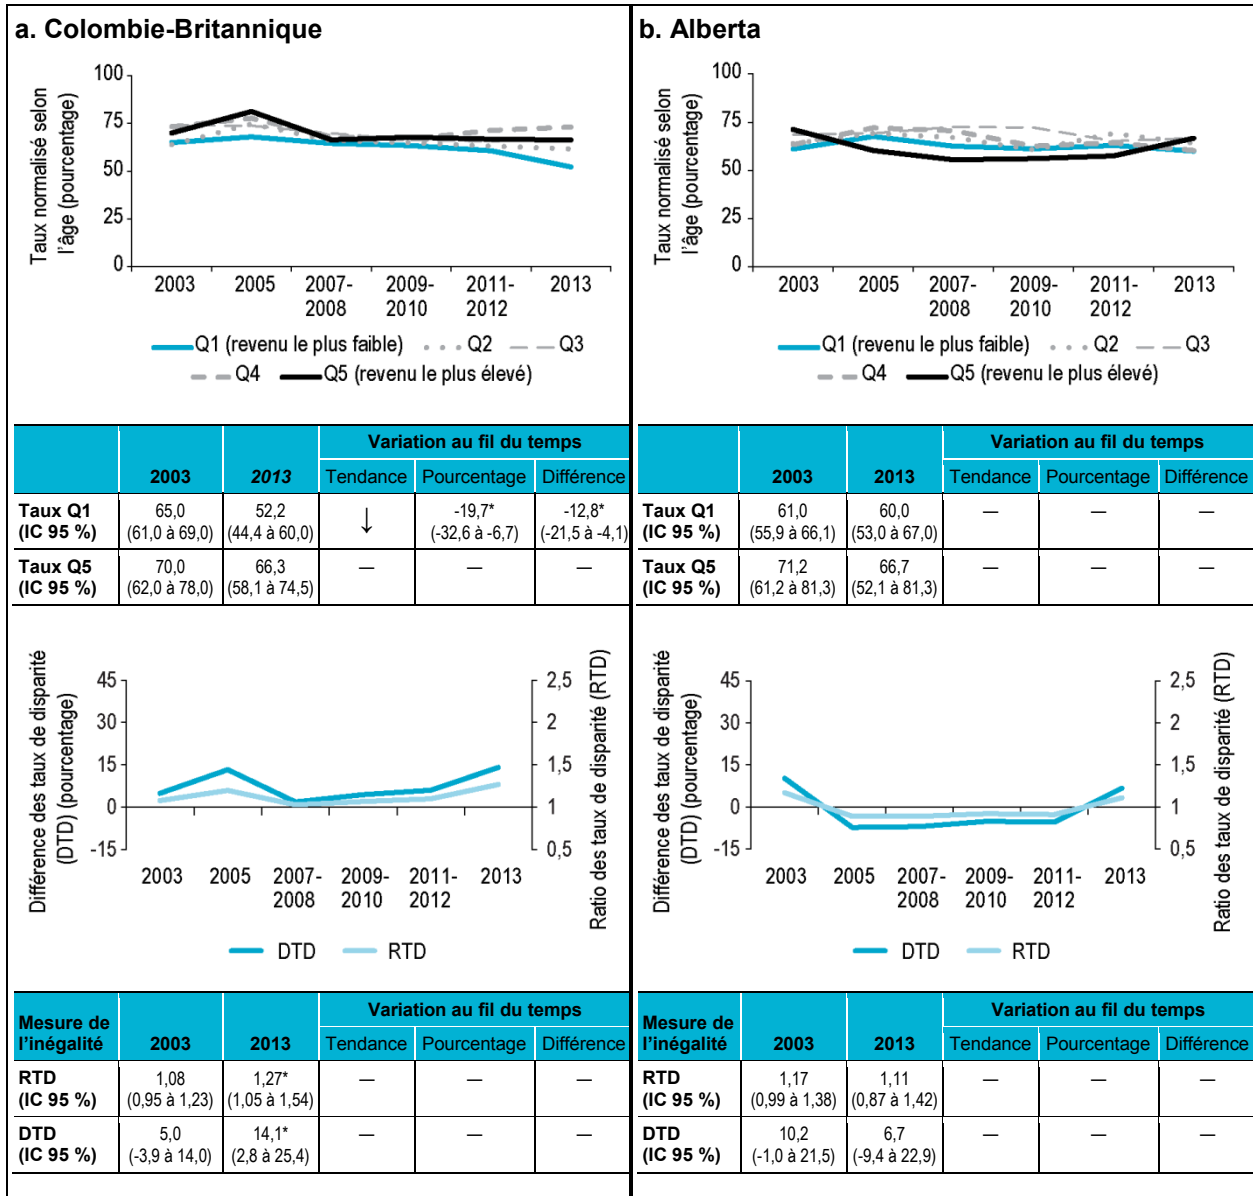 a. Colombie-Britannique
Taux normalisé selon
l'âge (pourcentage)
100
75
50
25
0
2003 2005 2007- 2009- 2011- 2013
2008 2010 2012
Q1 (revenu le plus faible) Q2 Q3
Q4 Q5 (revenu le plus élevé)
Variation au fil du temps
2003 2013 Tendance Pourcentage Différence
Taux Q1 65,0 52,2 ↓ -19,7* -12,8*
(IC 95 %) (61,0 à 69,0) (44,4 à 60,0) (-32,6 à -6,7) (-21,5 à -4,1)
Taux Q5 70,0 66,3 — — —
(IC 95 %) (62,0 à 78,0) (58,1 à 74,5)
Différence des taux de disparité
(DTD) (pourcentage)
45
30
15
0
-15
2,5
2
1,5
1
0,5
Ratio des taux de disparité (RTD)
2003 2005 2007- 2009- 2011- 2013
2008 2010 2012
DTD RTD
Variation au fil du temps
Mesure de
l'inégalité 2003 2013 Tendance Pourcentage Différence
RTD 1,08 1,27* — — —
(IC 95 %) (0,95 à 1,23) (1,05 à 1,54)
DTD 5,0 14,1* — — —
(IC 95 %) (-3,9 à 14,0) (2,8 à 25,4)
b. Alberta
Taux normalisé selon
l'âge (pourcentage)
100
75
50
25
0
2003 2005 2007- 2009- 2011- 2013
2008 2010 2012
Q1 (revenu le plus faible) Q2 Q3
Q4 Q5 (revenu le plus élevé)
Variation au fil du temps
2003 2013 Tendance Pourcentage Différence
Taux Q1 61,0 60,0 — — —
(IC 95 %) (55,9 à 66,1) (53,0 à 67,0)
Taux Q5 71,2 66,7 — — —
(IC 95 %) (61,2 à 81,3) (52,1 à 81,3)
Différence des taux de disparité
(DTD) (pourcentage)
45
30
15
0
-15
2,5
2
1,5
1
0,5
Ratio des taux de disparité (RTD)
2003 2005 2007- 2009- 2011- 2013
2008 2010 2012
DTD RTD
Variation au fil du temps
Mesure de
l'inégalité 2003 2013 Tendance Pourcentage Différence
RTD 1,17 1,11 — — —
(IC 95 %) (0,99 à 1,38) (0,87 à 1,42)
DTD 10,2 6,7 — — —
(IC 95 %) (-1,0 à 21,5) (-9,4 à 22,9)